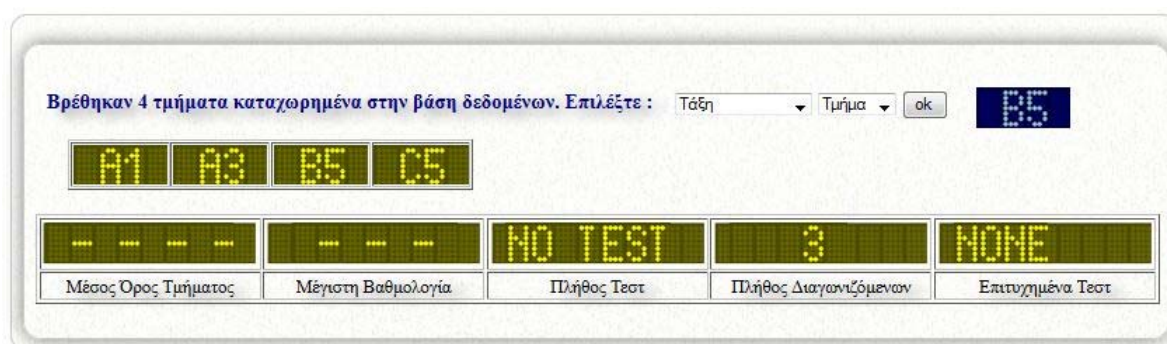 Βρέθηκαν 4 τμήματα καταχωρημένα στην βάση δεδομένων. Επιλέξτε : Τάξη Τμήμα ok B5
A1 A3 B5 C5
- - - - - - - NO TEST 3 NONE
Μέσος Όρος Τμήματος Μέγιστη Βαθμολογία Πλήθος Τεστ Πλήθος Διαγωνιζόμενων Επιτυχημένα Τεστ